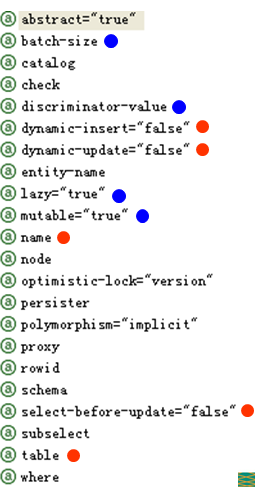 abstract="true"
batch-size
catalog
check
discriminator-value
dynamic-insert="false"
dynamic-update="false"
entity-name
lazy="true"
mutable="true"
name
node
optimistic-lock="version"
persister
polymorphism="implicit"
proxy
rowid
schema
select-before-update="false"
subselect
table
where